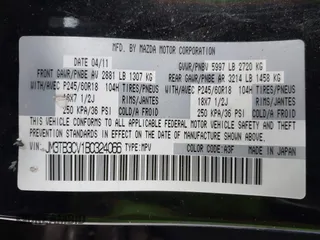 MFD. BY MAZDA MOTOR CORPORATION
DATE 04/11 GVWR/PNBV 5997 LB 2720 KG
FRONT GAWR/PNBE AV 2881 LB 1307 KG REAR GAWR/PNBE AR 3214 LB 1458 KG
WITH/AVEC P245/60R18 104H TIRES/PNEUS WITH/AVEC P245/60R18 104H TIRES/PNEUS
18X7 1/2J RIMS/JANTES 18X7 1/2J RIMS/JANTES
250 KPA/36 PSI COLD/A FROID 250 KPA/36 PSI COLD/A FROID
THIS VEHICLE CONFORMS TO ALL APPLICABLE FEDERAL MOTOR VEHICLE
SAFETY AND THEFT PREVENTION STANDARDS IN EFFECT ON THE DATE
OF MANUFACTURE SHOWN ABOVE.
JM3TB3CV1B0324066 TYPE:MPV
COLOR CODE: A3F MADE IN JAPAN